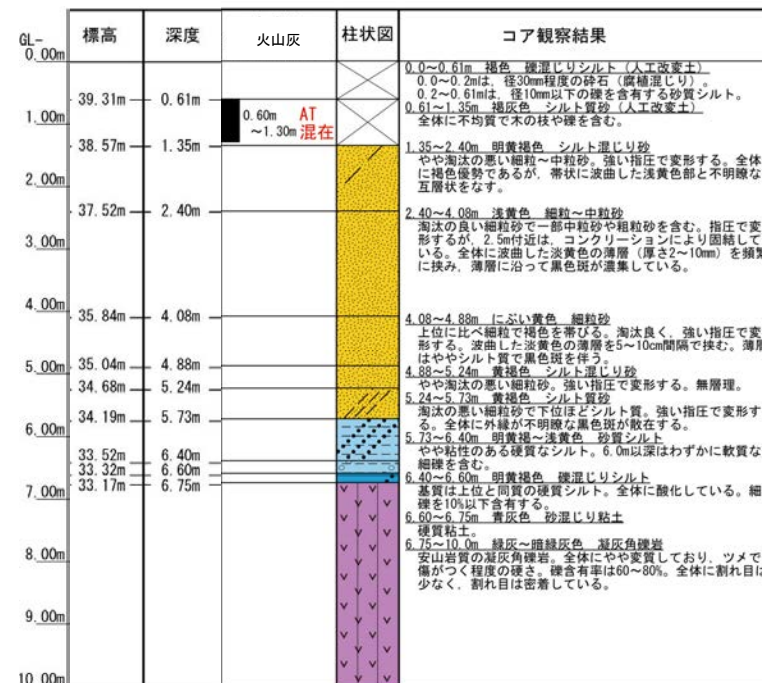 GL-
標高
深度
火山灰
柱状図
コア観察結果
0.00m
1.00m
2.00m
3.00m
4.00m
5.00m
6.00m
7.00m
8.00m
9.00m
10.00m
39.31m
0.61m
38.57m
1.35m
37.52m
2.40m
35.84m
4.08m
35.04m
4.88m
34.68m
5.24m
34.19m
5.73m
33.52m
6.40m
33.32m
6.60m
33.17m
6.75m
0.60m AT
~1.30m 混在
0.0~0.61m 褐色 礫混じりシルト（人工改変土）
0.0~0.2mは，径30mm程度の砕石（腐植混じり）。
0.2~0.61mは，径10mm以下の礫を含有する砂質シルト。
0.61~1.35m 褐灰色 シルト質砂（人工改変土）
全体に不均質で木の枝や礫を含む。
1.35~2.40m 明黄褐色 シルト混じり砂
やや淘汰の悪い細粒~中粒砂。強い指圧で変形する。全体
に褐色優勢であるが，帯状に波曲した浅黄色部と不明瞭な
互層状をなす。
2.40~4.08m 浅黄色 細粒~中粒砂
淘汰の良い細粒砂で一部中粒砂や粗粒砂を含む。指圧で変
形するが，2.5m付近は，コンクリーションにより固結して
いる。全体に波曲した淡黄色の薄層（厚さ2~10mm）を頻繁
に挟み，薄層に沿って黒色斑が濃集している。
4.08~4.88m にぶい黄色 細粒砂
上位に比べ細粒で褐色を帯びる。淘汰良く，強い指圧で変
形する。波曲した淡黄色の薄層を5~10cm間隔で挟む。薄層
はややシルト質で黒色斑を伴う。
4.88~5.24m 黄褐色 シルト混じり砂
やや淘汰の悪い細粒砂。強い指圧で変形する。無層理。
5.24~5.73m 黄褐色 シルト質砂
淘汰の悪い細粒砂で下位ほどシルト質。強い指圧で変形す
る。全体に外縁が不明瞭な黒色斑が散在する。
5.73~6.40m 明黄褐~浅黄色 砂質シルト
やや粘性のある硬質なシルト。6.0m以深はわずかに軟質な
細礫を含む。
6.40~6.60m 明黄褐色 礫混じりシルト
基質は上位と同質の硬質シルト。全体に酸化している。細
礫を10%以下含有する。
6.60~6.75m 青灰色 砂混じり粘土
硬質粘土。
6.75~10.0m 緑灰~暗緑灰色 凝灰角礫岩
安山岩質の凝灰角礫岩。全体にやや変質しており，ツメで
傷がつく程度の硬さ。礫含有率は60~80%。全体に割れ目は
少なく，割れ目は密着している。